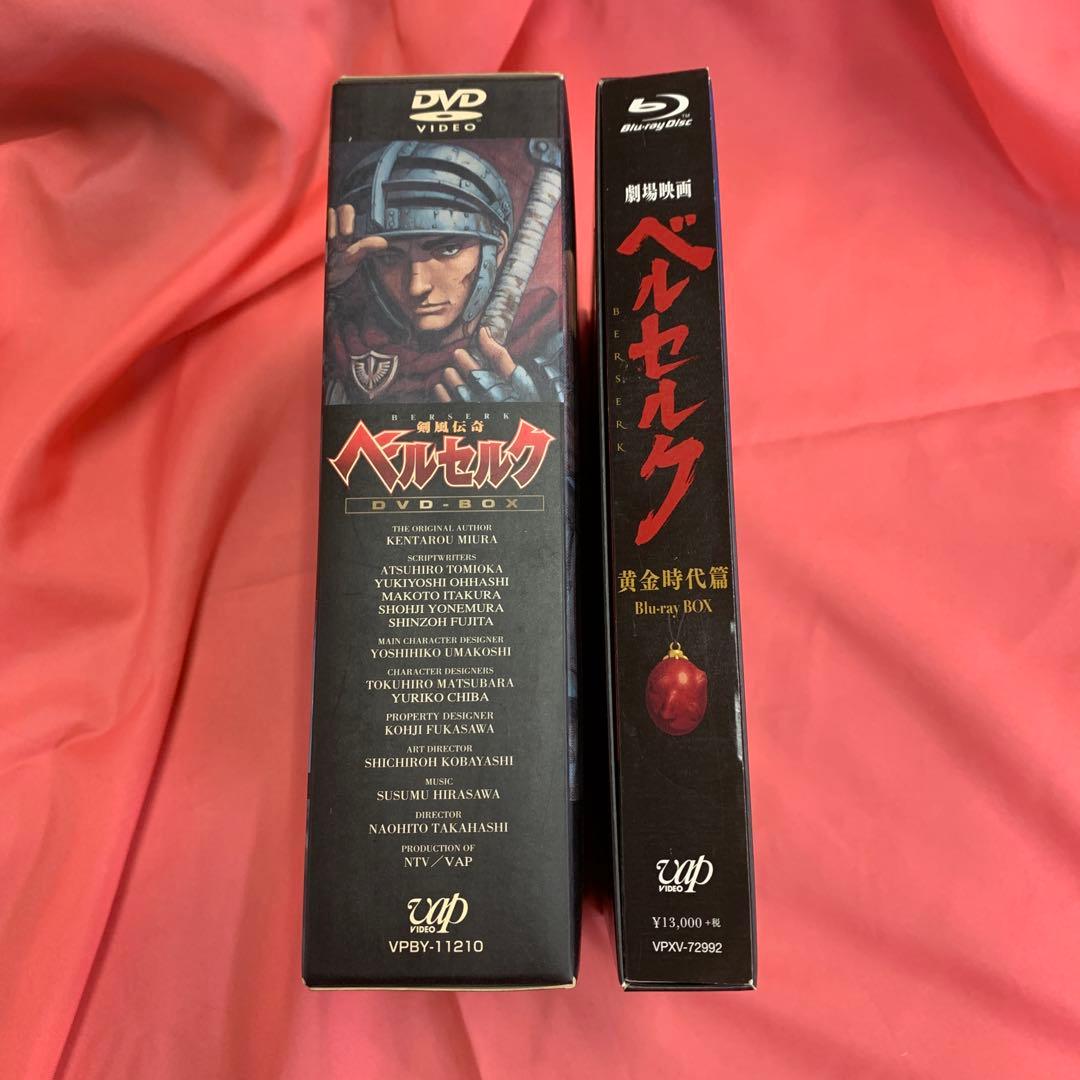 DVD
VIDEO
BERSERK
剣風伝奇
ベルセルク
DVD-BOX
THE ORIGINAL AUTHOR
KENTAROU MIURA
SCRIPTWRITERS
ATSUHIRO TOMIOKA
YUKIYOSHI OHHASHI
MAKOTO ITAKURA
SHOHJI YONEMURA
SHINZOH FUJITA
MAIN CHARACTER DESIGNER
YOSHIHIKO UMAKOSHI
CHARACTER DESIGNERS
TOKUHIRO MATSUBARA
YURIKO CHIBA
PROPERTY DESIGNER
KOHJI FUKASAWA
ART DIRECTOR
SHICHIROH KOBAYASHI
MUSIC
SUSUMU HIRASAWA
DIRECTOR
NAOHITO TAKAHASHI
PRODUCTION OF
NTV／VAP
vap
VIDEO
VPBY-11210
Blu-ray Disc
TM
劇場映画
ベルセルク
BERSERK
黄金時代篇
Blu-ray BOX
vap
VIDEO
¥13,000+税
VPXV-72992